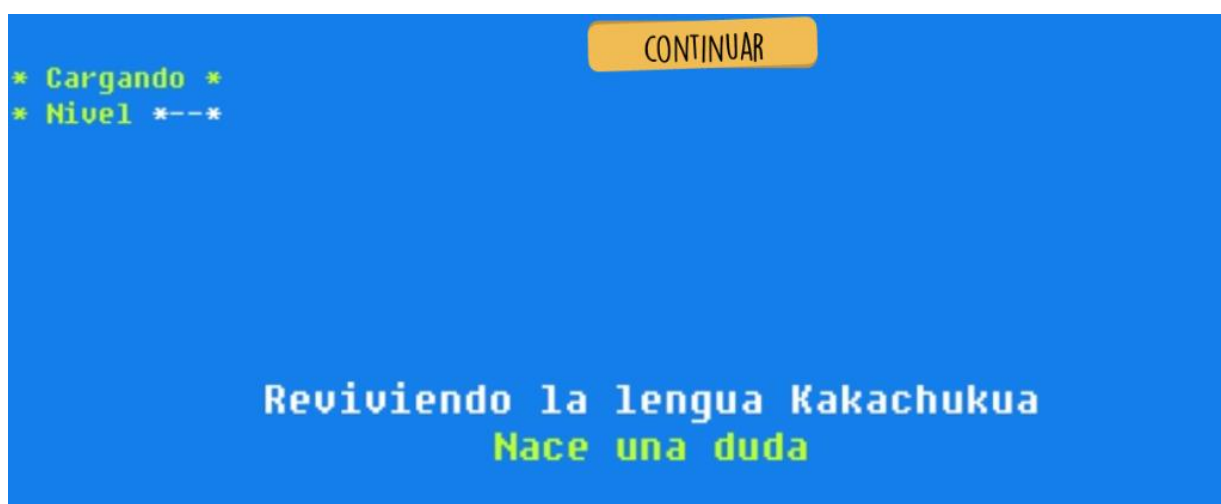 CONTINUAR
* Cargando *
* Nivel *--*
Reviviendo la lengua Kakachukua
Nace una duda